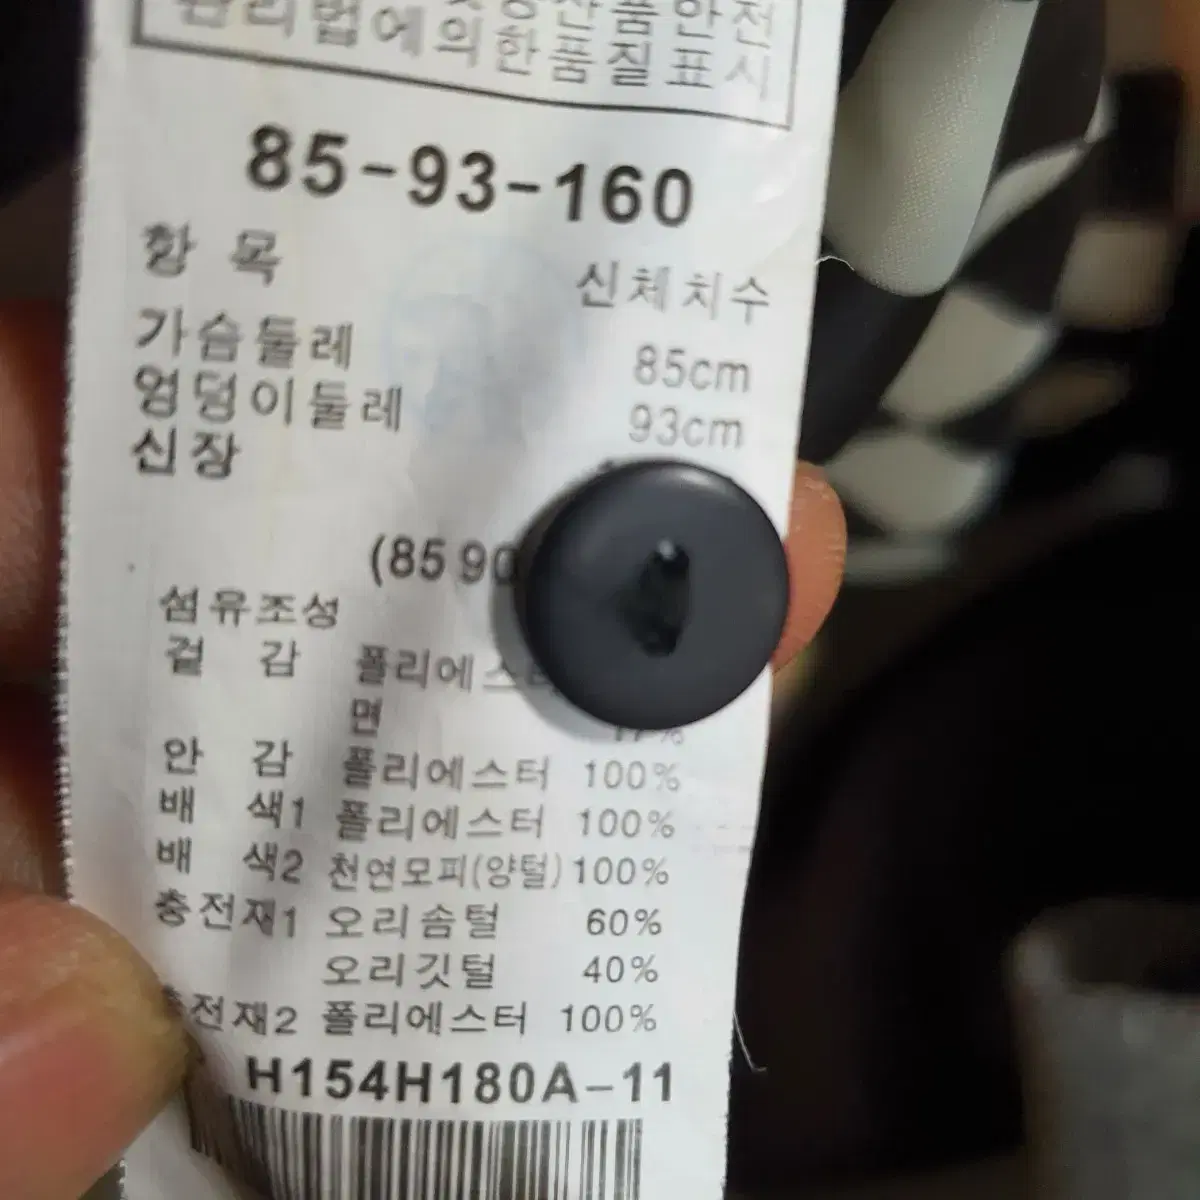 품안전
관리법에의한품질표시
85-93-160
항 목 신체치수
가슴둘레 85cm
엉덩이둘레 93cm
신장
(85 90
섬유조성
겉 감 폴리에스터
면 17%
안 감 폴리에스터 100%
배 색1 폴리에스터 100%
배 색2 천연모피(양털) 100%
충전재1 오리솜털 60%
오리깃털 40%
충전재2 폴리에스터 100%
H154H180A-11